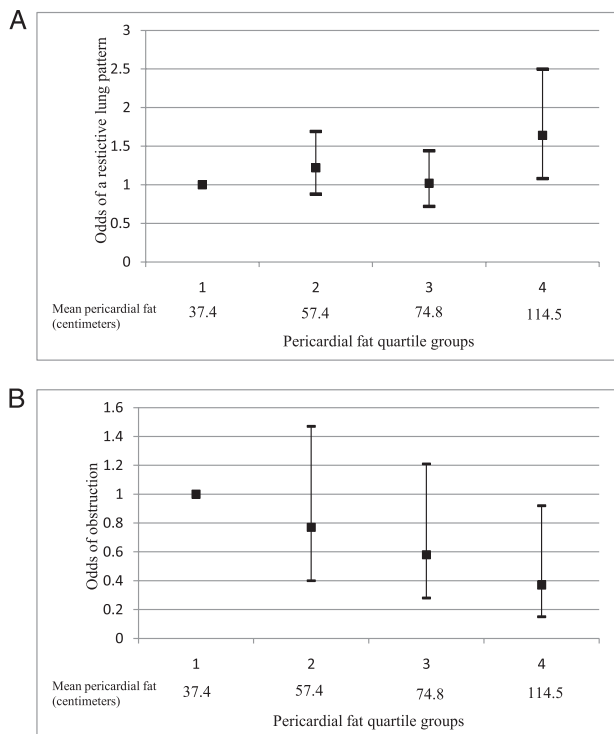 A
Odds of a restictive lung pattern
3
2.5
2
1.5
1
0.5
0
1 2 3 4
Mean pericardial fat
(centimeters)
37.4 57.4 74.8 114.5
Pericardial fat quartile groups
B
Odds of obstruction
1.6
1.4
1.2
1
0.8
0.6
0.4
0.2
0
1 2 3 4
Mean pericardial fat
(centimeters)
37.4 57.4 74.8 114.5
Pericardial fat quartile groups